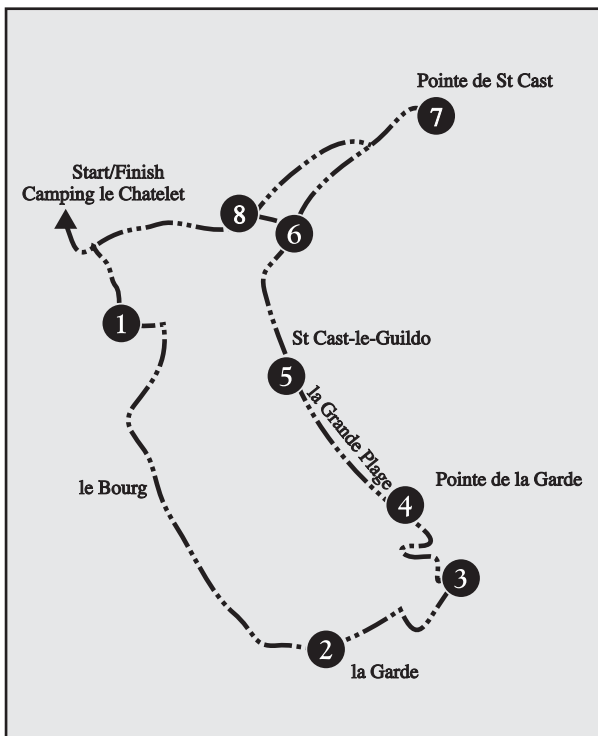 Pointe de St Cast
7
Start/Finish
Camping le Chatelet
8
6
1
St Cast-le-Guildo
5
la Grande Plage
le Bourg
Pointe de la Garde
4
3
2
la Garde